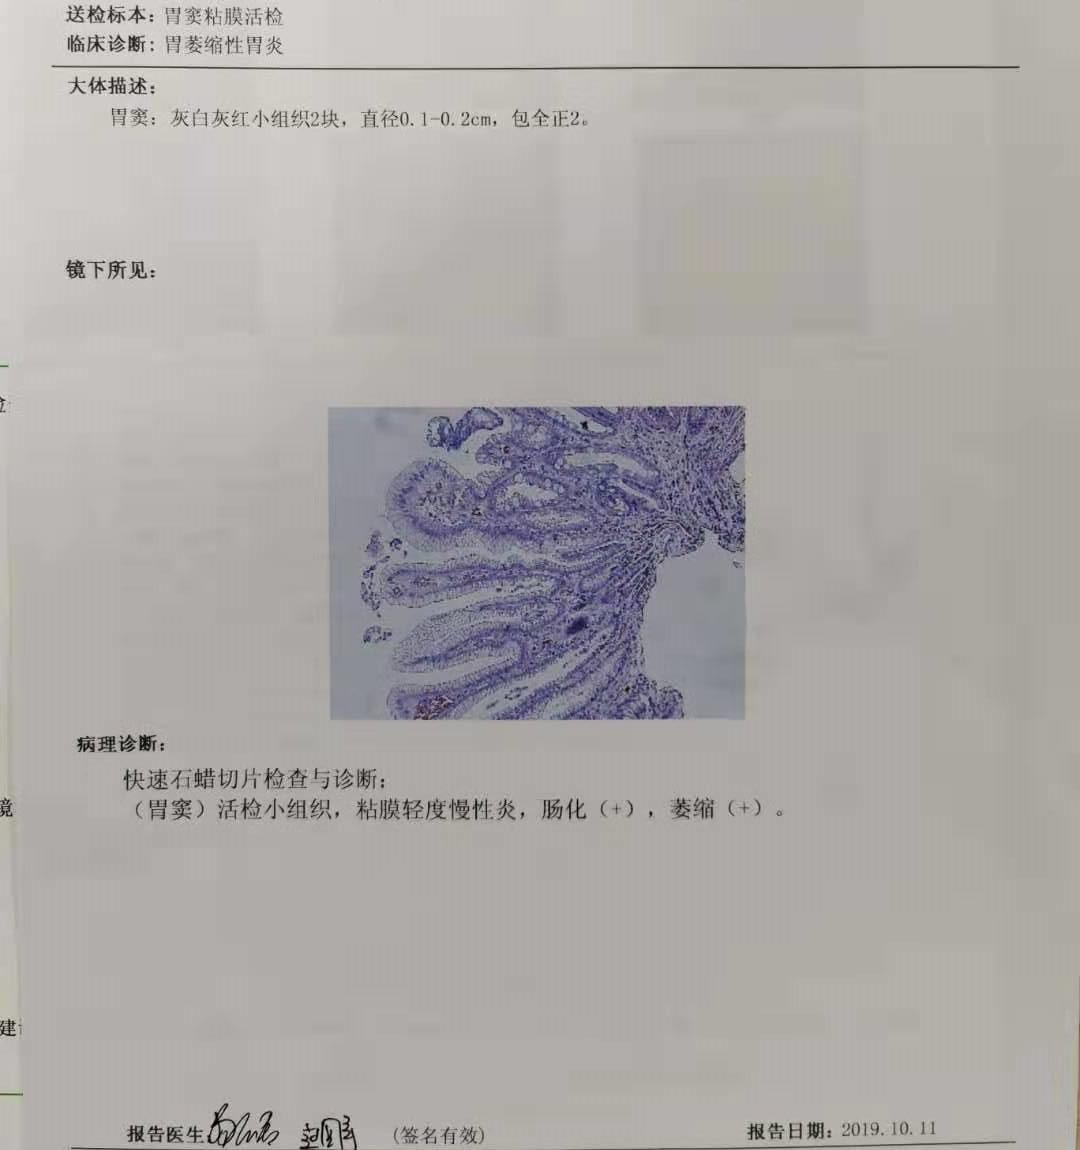 送检标本：胃窦粘膜活检
临床诊断：胃萎缩性胃炎
大体描述：
胃窦：灰白灰红小组织2块，直径0.1-0.2cm，包全正2。
镜下所见：
病理诊断：
快速石蜡切片检查与诊断；
（胃窦）活检小组织，粘膜轻度慢性炎，肠化（+），萎缩（+）。
镜
建
报告医生 (签名有效) 报告日期：2019.10.11